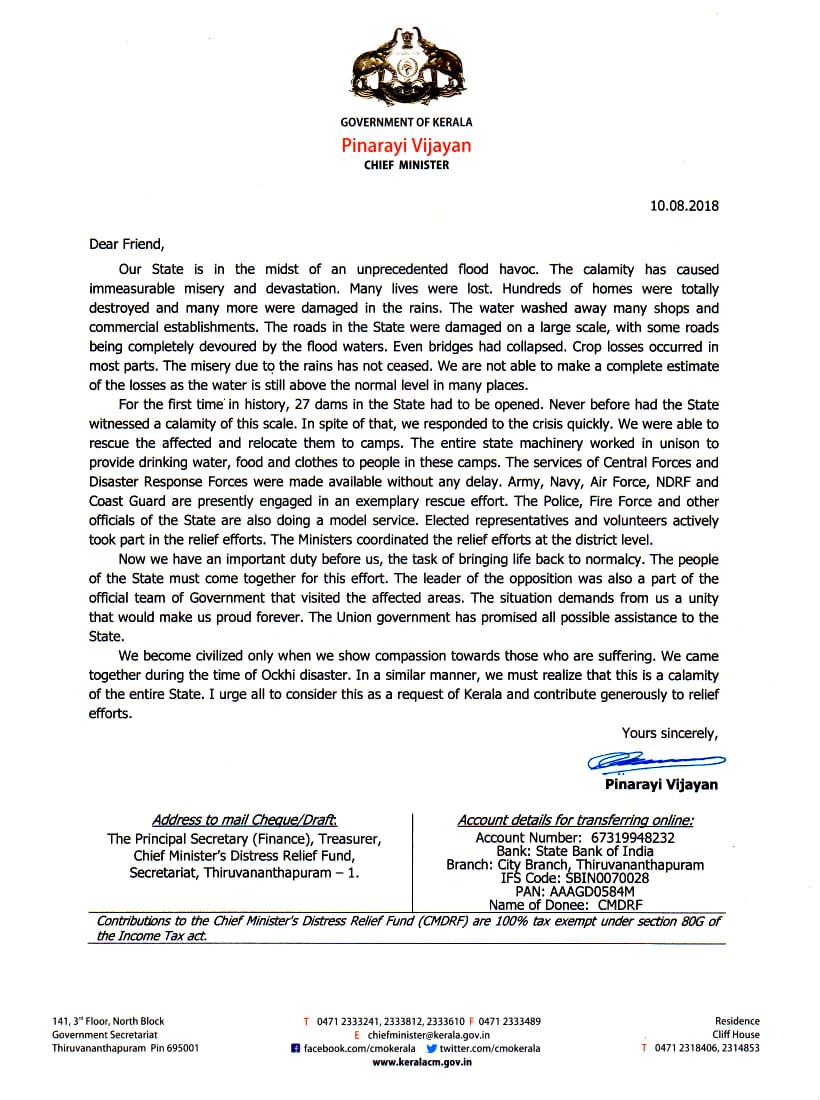 GOVERNMENT OF KERALA
Pinarayi Vijayan
CHIEF MINISTER
10.08.2018
Dear Friend,
Our State is in the midst of an unprecedented flood havoc. The calamity has caused
immeasurable misery and devastation. Many lives were lost. Hundreds of homes were totally
destroyed and many more were damaged in the rains. The water washed away many shops and
commercial establishments. The roads in the State were damaged on a large scale, with some roads
being completely devoured by the flood waters. Even bridges had collapsed. Crop losses occurred in
most parts. The misery due to the rains has not ceased. We are not able to make a complete estimate
of the losses as the water is still above the normal level in many places.
For the first time in history, 27 dams in the State had to be opened. Never before had the State
witnessed a calamity of this scale. In spite of that, we responded to the crisis quickly. We were able to
rescue the affected and relocate them to camps. The entire state machinery worked in unison to
provide drinking water, food and clothes to people in these camps. The services of Central Forces and
Disaster Response Forces were made available without any delay. Army, Navy, Air Force, NDRF and
Coast Guard are presently engaged in an exemplary rescue effort. The Police, Fire Force and other
officials of the State are also doing a model service. Elected representatives and volunteers actively
took part in the relief efforts. The Ministers coordinated the relief efforts at the district level.
Now we have an important duty before us, the task of bringing life back to normalcy. The people
of the State must come together for this effort. The leader of the opposition was also a part of the
official team of Government that visited the affected areas. The situation demands from us a unity
that would make us proud forever. The Union government has promised all possible assistance to the
State.
We become civilized only when we show compassion towards those who are suffering. We came
together during the time of Ockhi disaster. In a similar manner, we must realize that this is a calamity
of the entire State. I urge all to consider this as a request of Kerala and contribute generously to relief
efforts.
Yours sincerely,
Pinarayi Vijayan
Address to mail Cheque/Draft:
The Principal Secretary (Finance), Treasurer,
Chief Minister's Distress Relief Fund,
Secretariat, Thiruvananthapuram – 1.
Account details for transferring online:
Account Number: 67319948232
Bank: State Bank of India
Branch: City Branch, Thiruvananthapuram
IFS Code: SBIN0070028
PAN: AAAGD0584M
Name of Donee: CMDRF
Contributions to the Chief Minister's Distress Relief Fund (CMDRF) are 100% tax exempt under section 80G of
the Income Tax act.
141, 3rd Floor, North Block
Government Secretariat
Thiruvananthapuram Pin 695001
T 0471 2333241, 2333812, 2333610 F 0471 2333489
E chiefminister@kerala.gov.in
facebook.com/cmokerala twitter.com/cmokerala
www.keralacm.gov.in
Residence
Cliff House
T 0471 2318406, 2314853